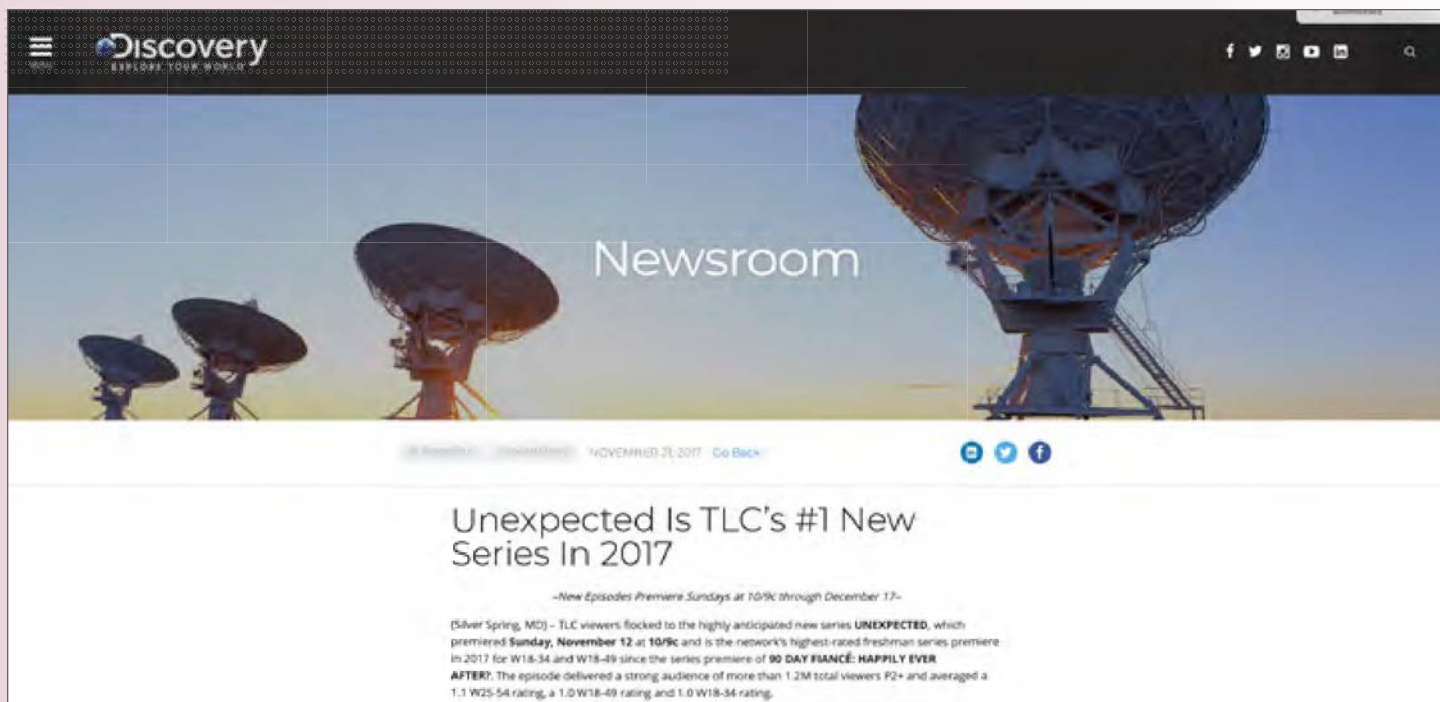 Discovery
EXPLORE YOUR WORLD
Newsroom
NOVEMBER 21, 2017 Go Back
Unexpected Is TLC's #1 New
Series In 2017
–New Episodes Premiere Sundays at 10/9c through December 17–
(Silver Spring, MD) – TLC viewers flocked to the highly anticipated new series UNEXPECTED, which
premiered Sunday, November 12 at 10/9c and is the network's highest-rated freshman series premiere
in 2017 for W18-34 and W18-49 since the series premiere of 90 DAY FIANCÉ: HAPPILY EVER
AFTER?. The episode delivered a strong audience of more than 1.2M total viewers P2+ and averaged a
1.1 W25-54 rating, a 1.0 W18-49 rating and 1.0 W18-34 rating.